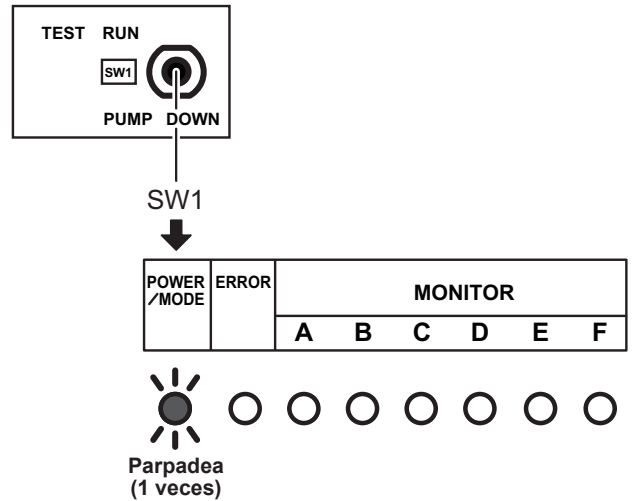 TEST RUN
SW1
PUMP DOWN
SW1
POWER ERROR
/MODE
MONITOR
A B C D E F
Parpadea
(1 veces)